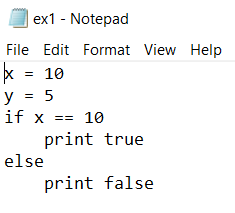 ex1 - Notepad
File Edit Format View Help
x = 10
y = 5
if x == 10
    print true
else
    print false